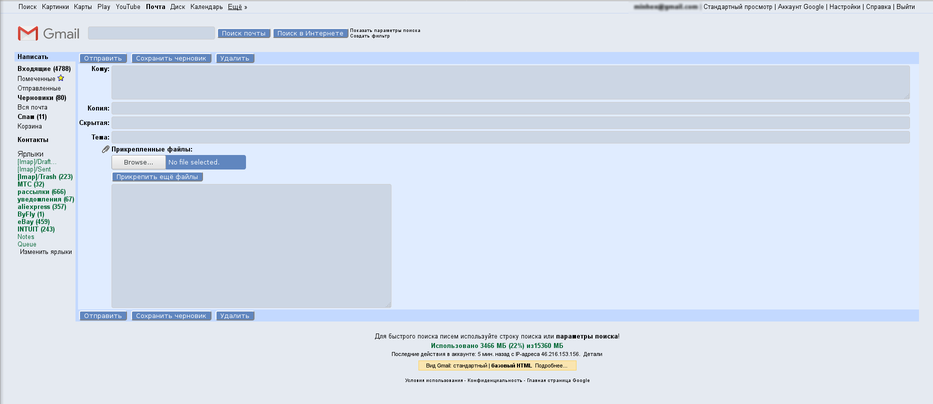 Поиск Картинки Карты Play YouTube Почта Диск Календарь Ещё »
| Стандартный просмотр | Аккаунт Google | Настройки | Справка | Выйти
Gmail
Поиск почты
Поиск в Интернете
Показать параметры поиска
Создать фильтр
Написать
Входящие (4788)
Помеченные
Отправленные
Черновики (80)
Вся почта
Спам (11)
Корзина
Контакты
Ярлыки
[Imap]/Draft...
[Imap]/Sent
[Imap]/Trash (223)
МТС (32)
рассылки (666)
уведомления (67)
aliexpress (357)
ByFly (1)
eBay (459)
INTUIT (243)
Notes
Queue
Изменить ярлыки
Отправить Сохранить черновик Удалить
Кому:
Копия:
Скрытая:
Тема:
Прикрепленные файлы:
Browse... No file selected.
Прикрепить ещё файлы
Отправить Сохранить черновик Удалить
Для быстрого поиска писем используйте строку поиска или параметры поиска!
Использовано 3466 МБ (22%) из15360 МБ
Последние действия в аккаунте: 5 мин. назад с IP-адреса 46.216.153.156. Детали
Вид Gmail: стандартный | базовый HTML Подробнее...
Условия использования - Конфиденциальность - Главная страница Google